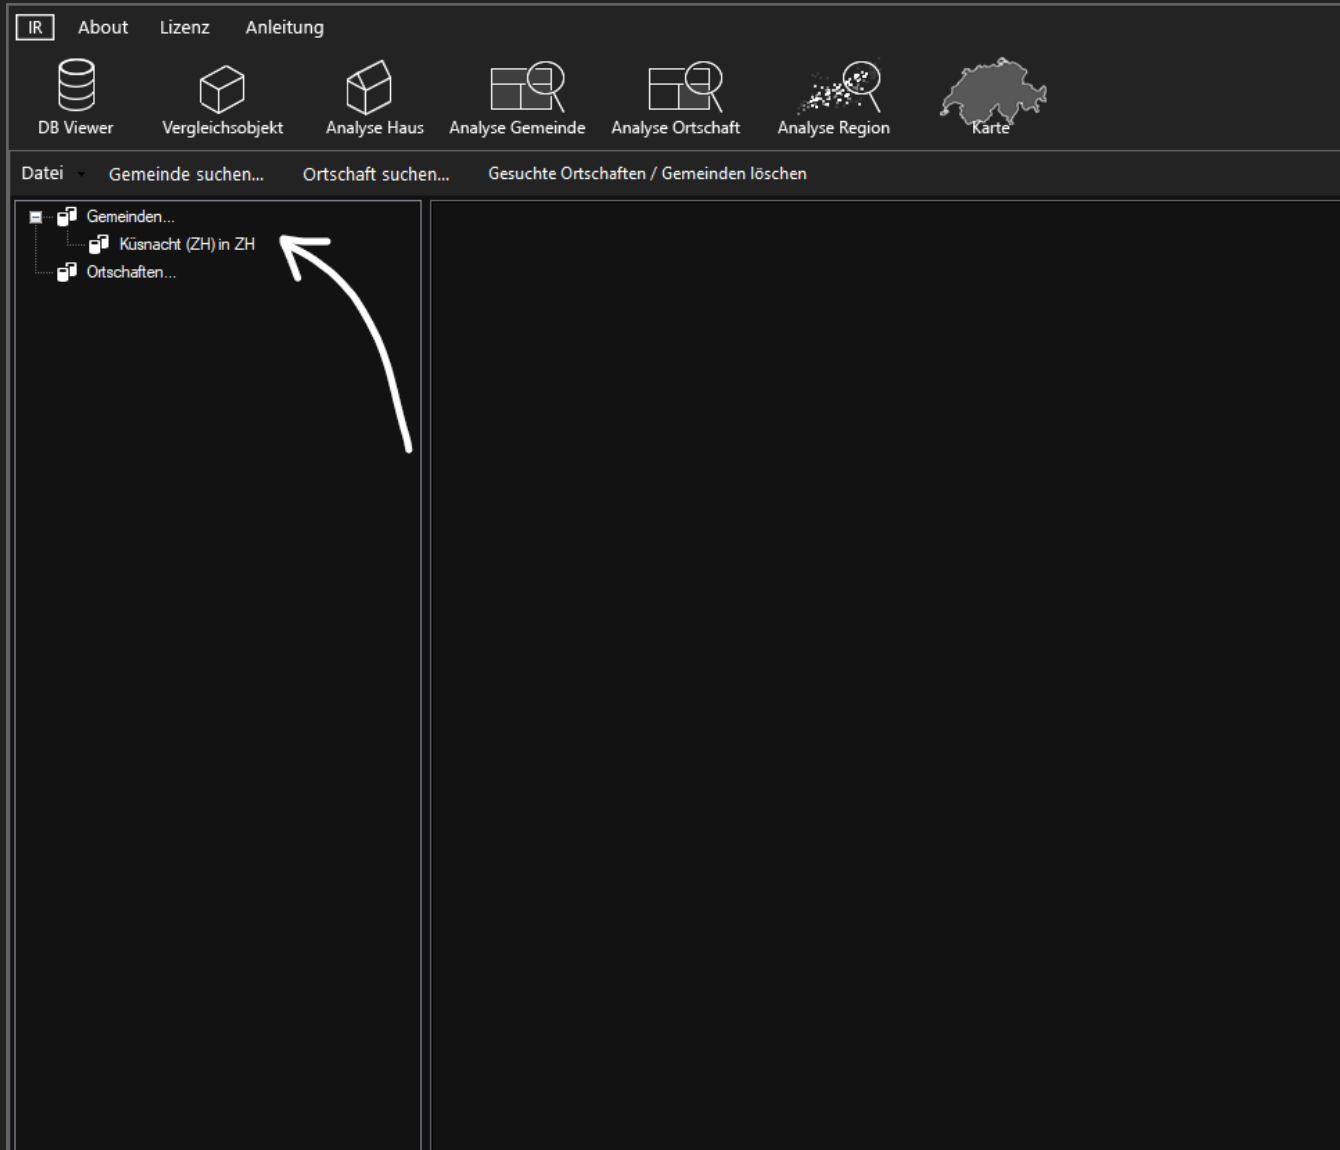 IR About Lizenz Anleitung
DB Viewer Vergleichsobjekt Analyse Haus Analyse Gemeinde Analyse Ortschaft Analyse Region Karte
Datei Gemeinde suchen... Ortschaft suchen... Gesuchte Ortschaften / Gemeinden löschen
Gemeinden...
Küsnacht (ZH) in ZH
Ortschaften...